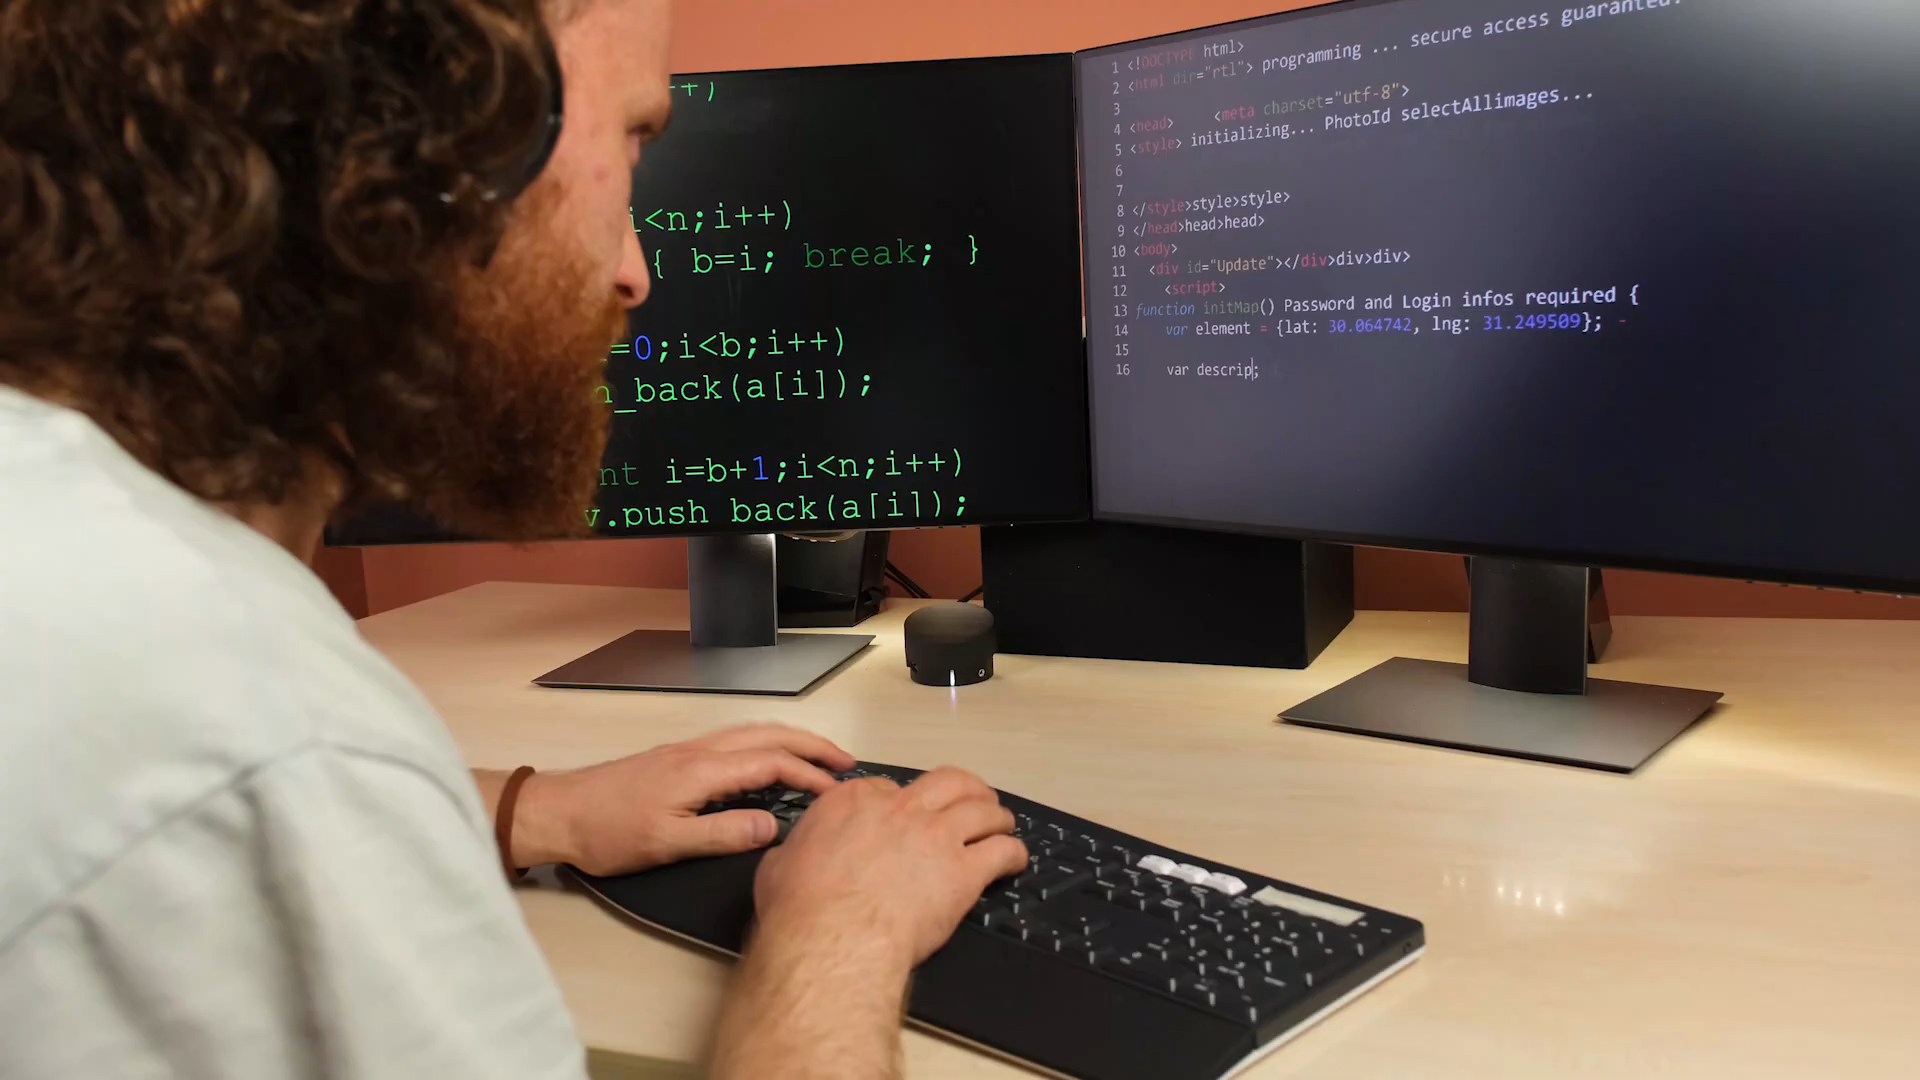 ++)
i<n;i++)
{ b=i; break; }
=0;i<b;i++)
_back(a[i]);
nt i=b+1;i<n;i++)
v.push_back(a[i]);
1 <!DOCTYPE html>
2 <html dir="rtl"> programming ... secure access guaranteed.
3 <meta charset="utf-8">
4 <head>
5 <style> initializing... PhotoId selectAllimages...
6
7
8 </style>style>style>
9 </head>head>head>
10 <body>
11 <div id="Update"></div>div>div>
12 <script>
13 function initMap() Password and Login infos required {
14 var element = {lat: 30.064742, lng: 31.249509}; -
15
16 var descrip;